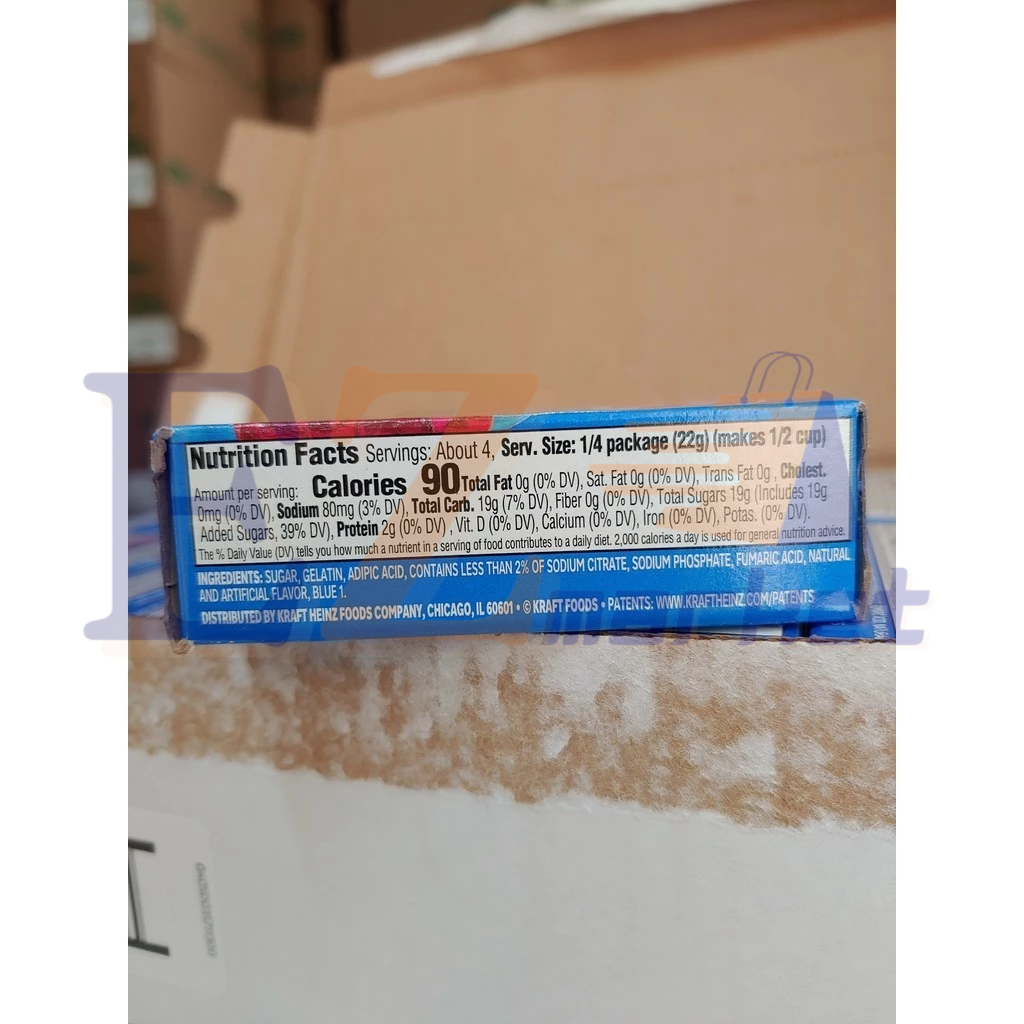 Nutrition Facts Servings: About 4, Serv. Size: 1/4 package (22g) (makes 1/2 cup)
Amount per serving: Calories 90 Total Fat 0g (0% DV), Sat. Fat 0g (0% DV), Trans Fat 0g , Cholest.
0mg (0% DV), Sodium 80mg (3% DV), Total Carb. 19g (7% DV), Fiber 0g (0% DV), Total Sugars 19g (Includes 19g
Added Sugars, 39% DV), Protein 2g (0% DV) , Vit. D (0% DV), Calcium (0% DV), Iron (0% DV), Potas. (0% DV).
The % Daily Value (DV) tells you how much a nutrient in a serving of food contributes to a daily diet. 2,000 calories a day is used for general nutrition advice.
INGREDIENTS: SUGAR, GELATIN, ADIPIC ACID, CONTAINS LESS THAN 2% OF SODIUM CITRATE, SODIUM PHOSPHATE, FUMARIC ACID, NATURAL
AND ARTIFICIAL FLAVOR, BLUE 1.
DISTRIBUTED BY KRAFT HEINZ FOODS COMPANY, CHICAGO, IL 60601 • © KRAFT FOODS • PATENTS: WWW.KRAFTHEINZ.COM/PATENTS